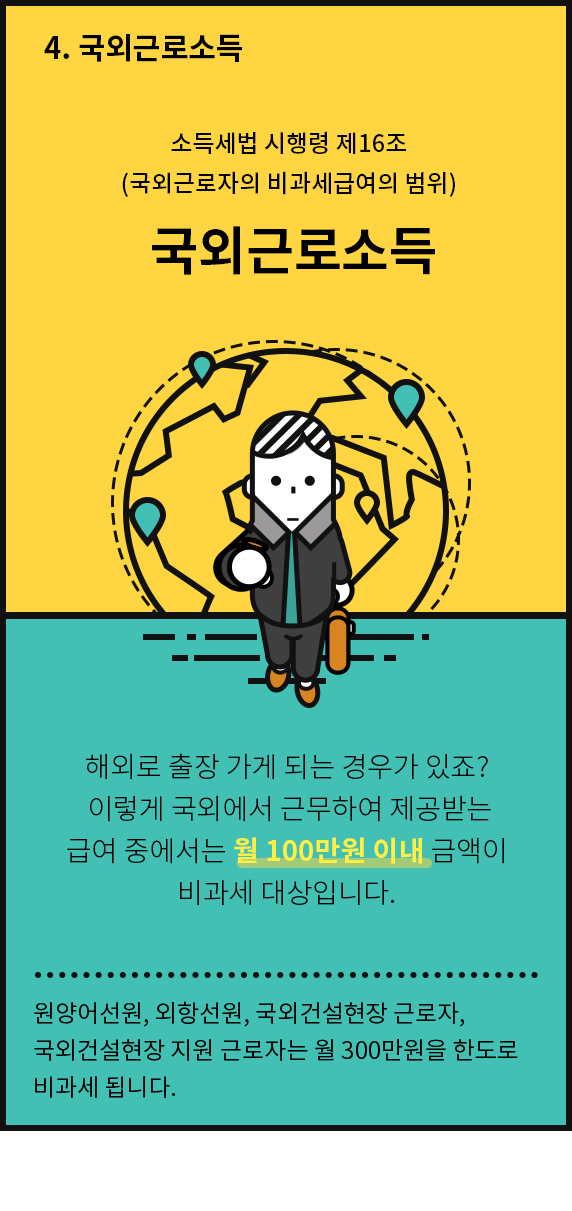 4. 국외근로소득
소득세법 시행령 제16조
(국외근로자의 비과세급여의 범위)
국외근로소득
해외로 출장 가게 되는 경우가 있죠?
이렇게 국외에서 근무하여 제공받는
급여 중에서는 월 100만원 이내 금액이
비과세 대상입니다.
원양어선원, 외항선원, 국외건설현장 근로자,
국외건설현장 지원 근로자는 월 300만원을 한도로
비과세 됩니다.